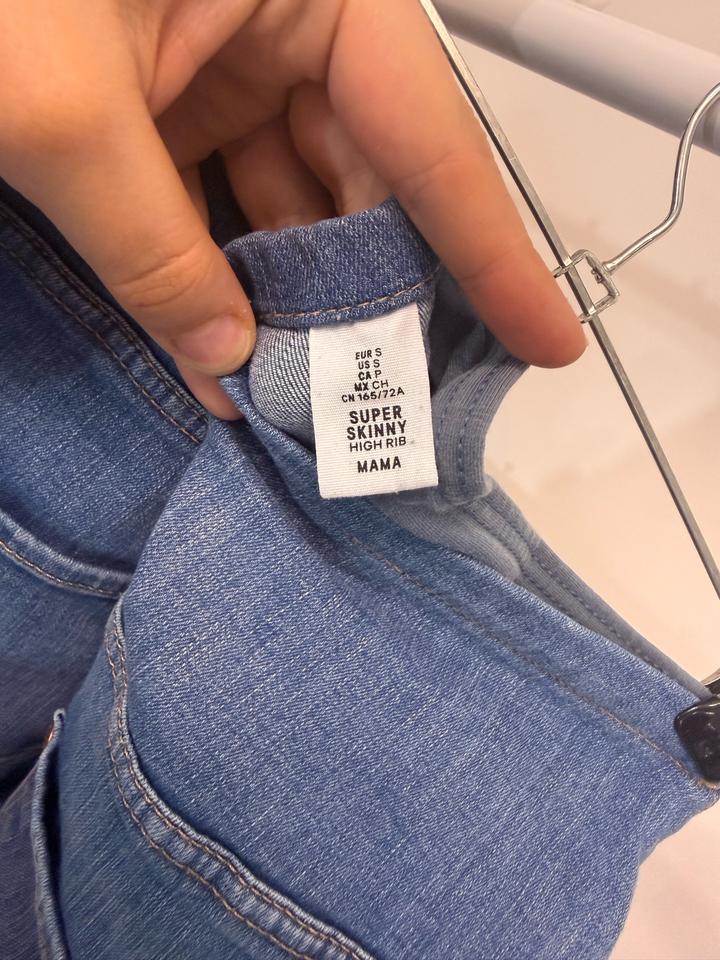 EUR S
US S
CA P
MX CH
CN 165/72A
SUPER
SKINNY
HIGH RIB
MAMA